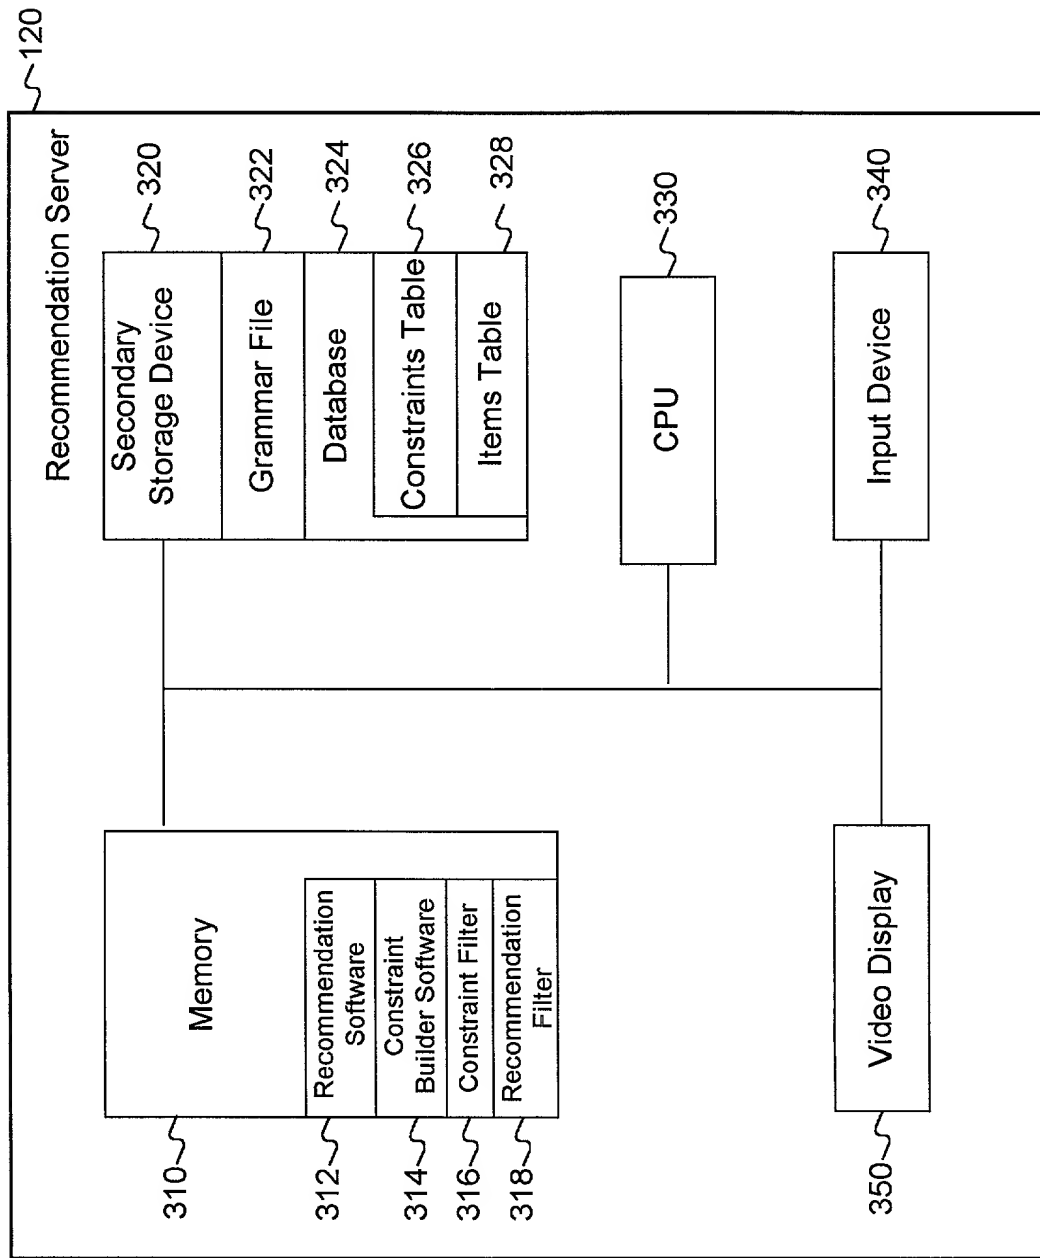 Recommendation Server
120
Memory
310
Recommendation
Software
312
Constraint
Builder Software
314
Constraint Filter
316
Recommendation
Filter
318
Secondary
Storage Device
320
Grammar File
322
Database
324
Constraints Table
326
Items Table
328
CPU
330
Video Display
350
Input Device
340